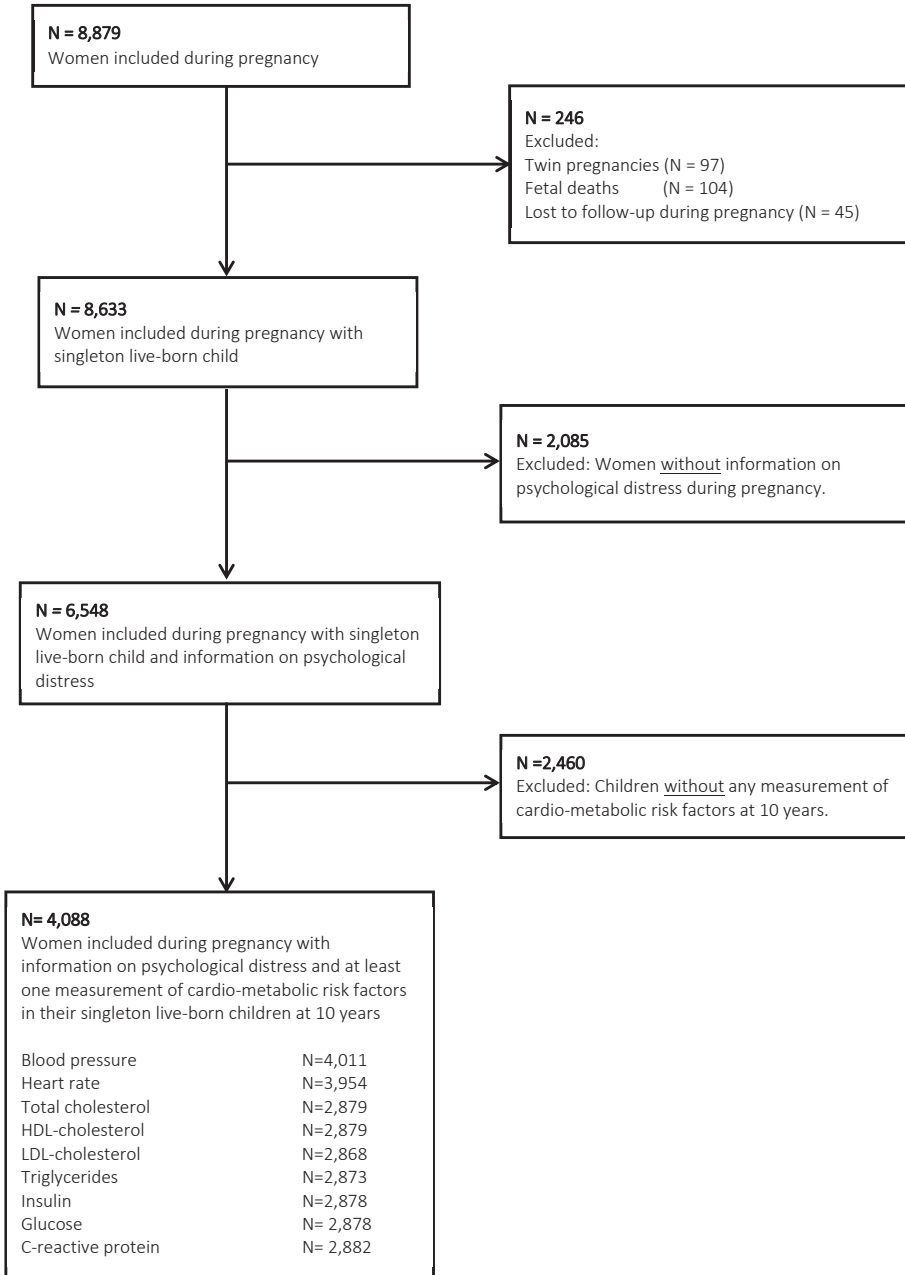 N = 8,879
Women included during pregnancy
N = 246
Excluded:
Twin pregnancies (N = 97)
Fetal deaths (N = 104)
Lost to follow-up during pregnancy (N = 45)
N = 8,633
Women included during pregnancy with
singleton live-born child
N = 2,085
Excluded: Women without information on
psychological distress during pregnancy.
N = 6,548
Women included during pregnancy with singleton
live-born child and information on psychological
distress
N =2,460
Excluded: Children without any measurement of
cardio-metabolic risk factors at 10 years.
N= 4,088
Women included during pregnancy with
information on psychological distress and at least
one measurement of cardio-metabolic risk factors
in their singleton live-born children at 10 years
Blood pressure N=4,011
Heart rate N=3,954
Total cholesterol N=2,879
HDL-cholesterol N=2,879
LDL-cholesterol N=2,868
Triglycerides N=2,873
Insulin N=2,878
Glucose N= 2,878
C-reactive protein N= 2,882